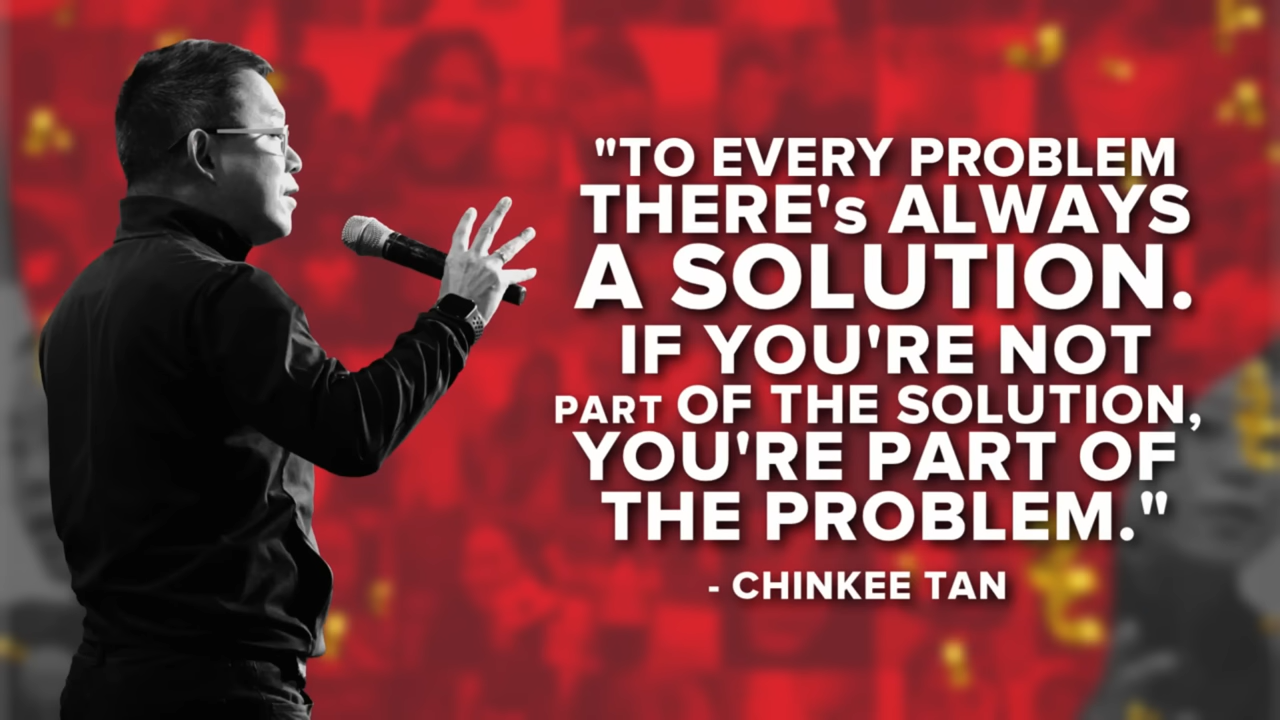 "TO EVERY PROBLEM
THERE's ALWAYS
A SOLUTION.
IF YOU'RE NOT
PART OF THE SOLUTION,
YOU'RE PART OF
THE PROBLEM."
- CHINKEE TAN